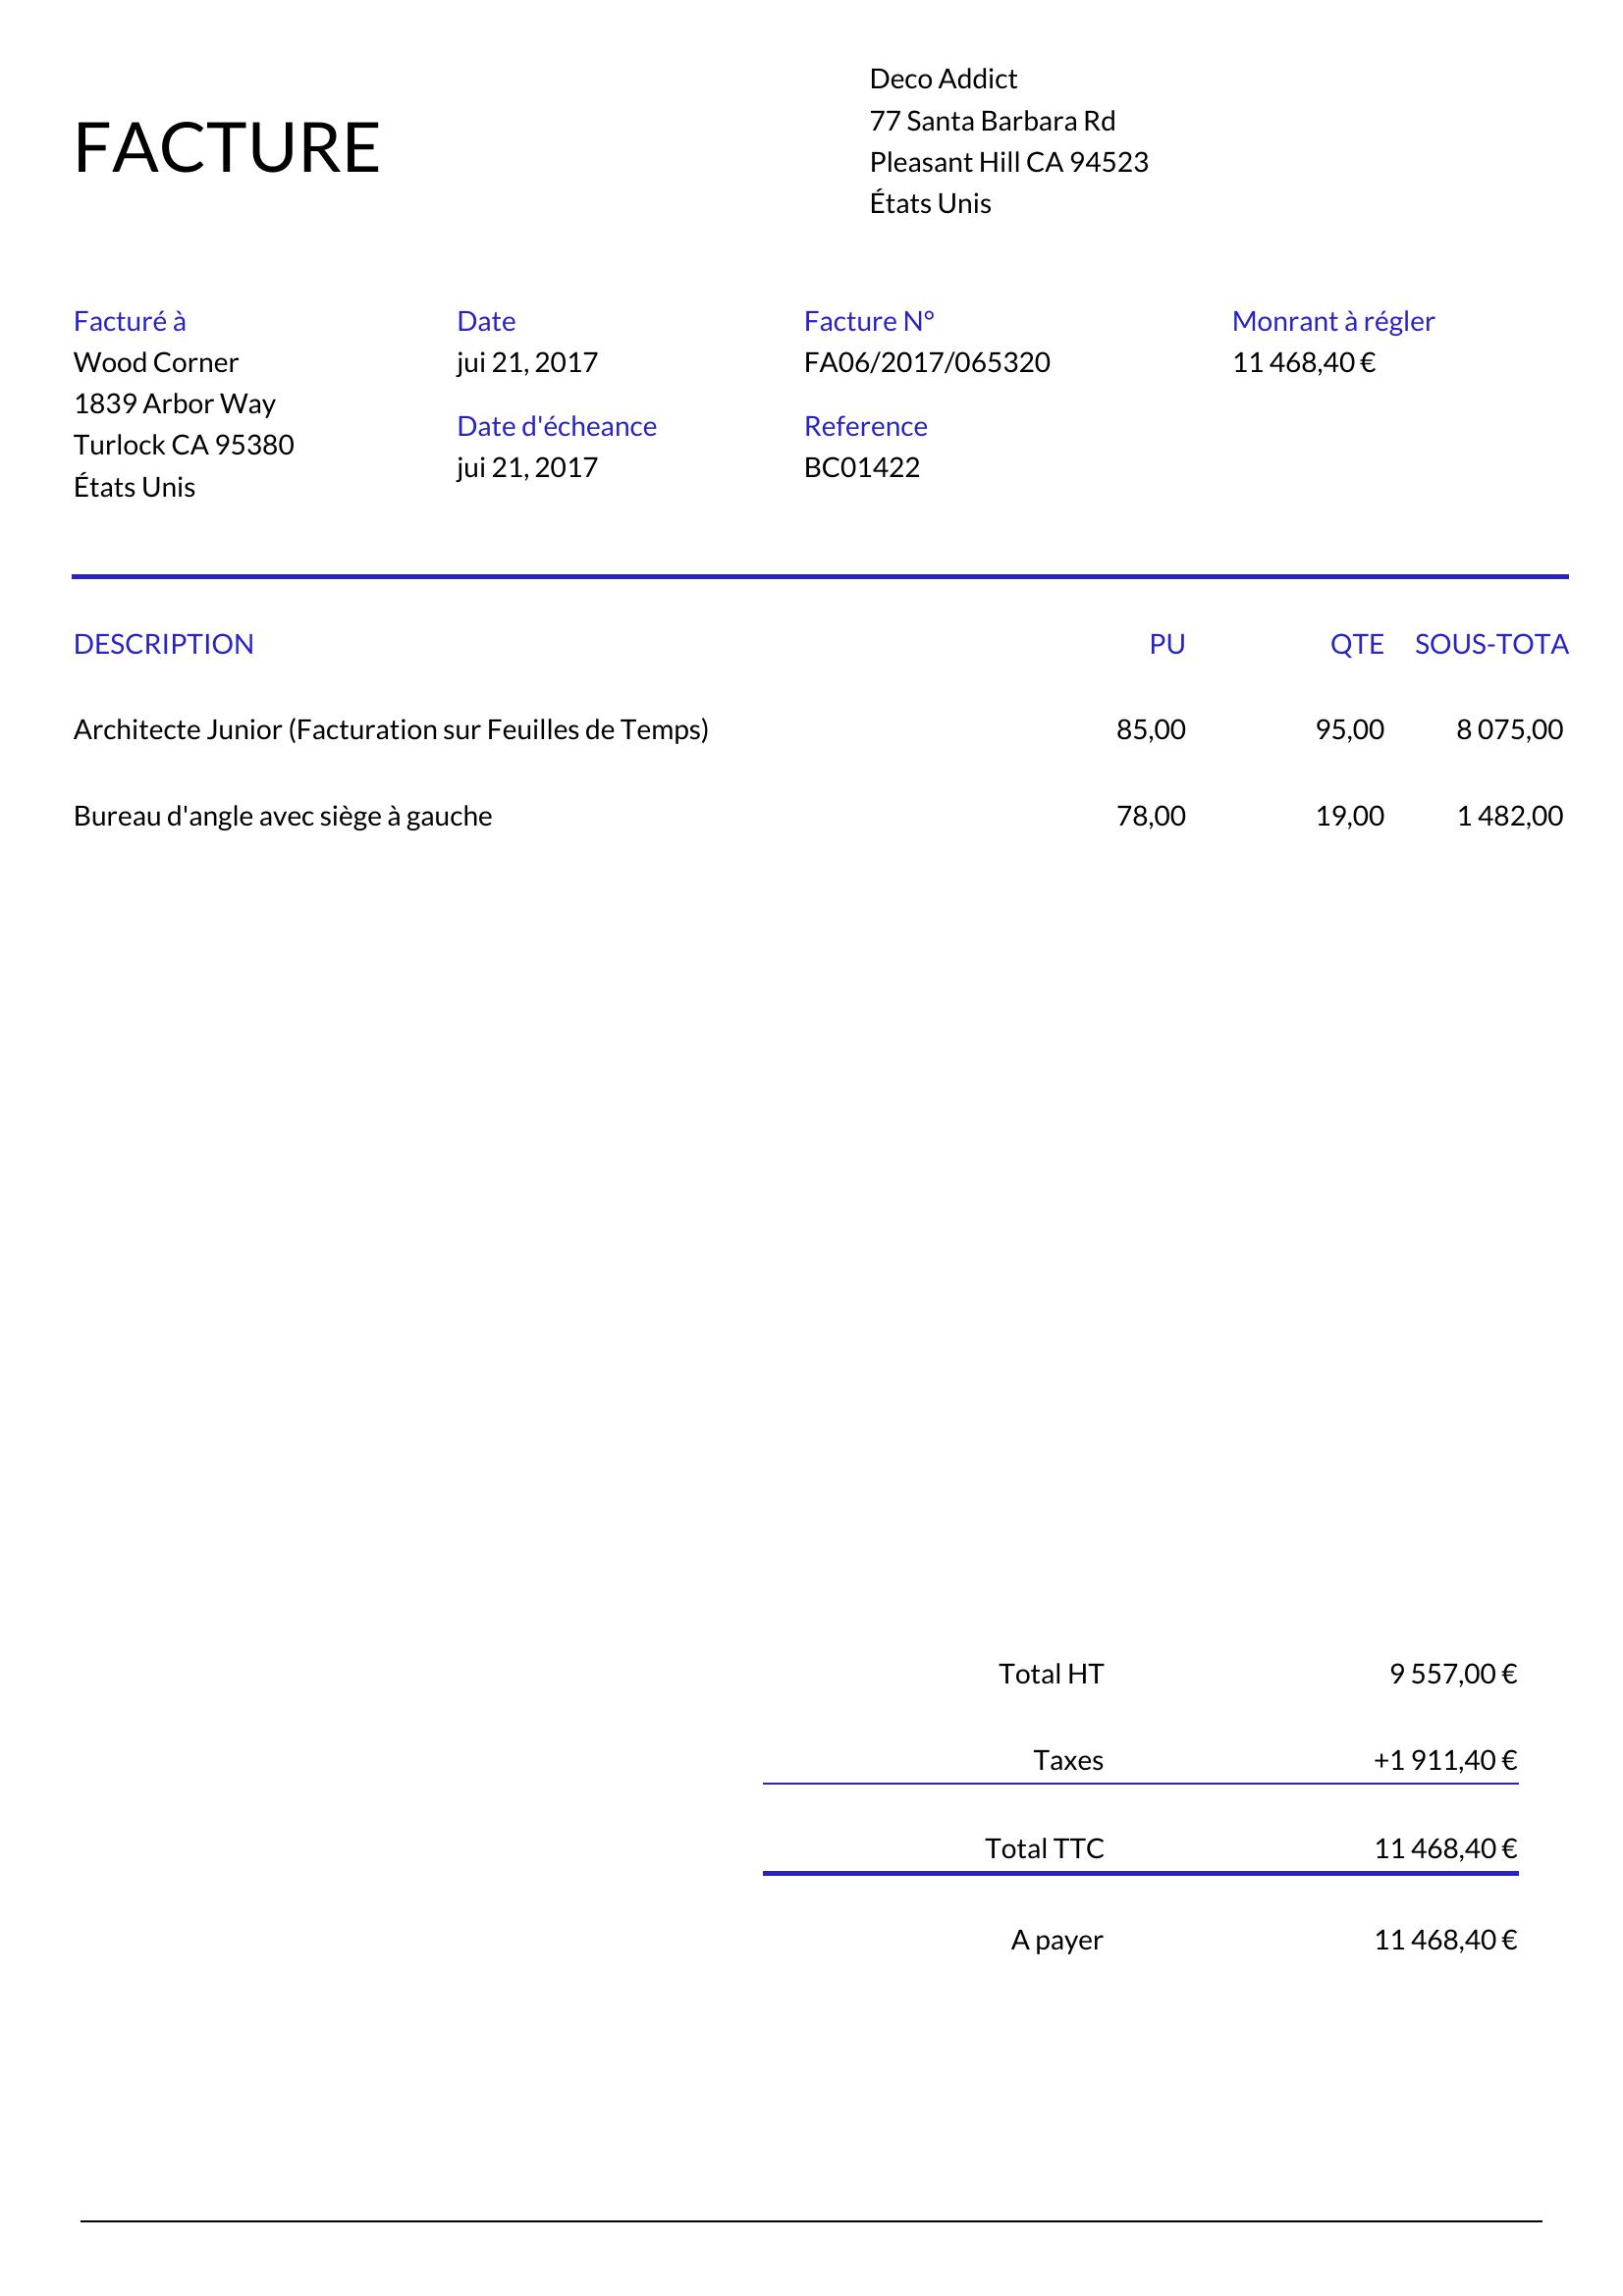 Deco Addict
77 Santa Barbara Rd
Pleasant Hill CA 94523
États Unis
FACTURE
Facturé à
Wood Corner
1839 Arbor Way
Turlock CA 95380
États Unis
Date
jui 21, 2017
Date d'écheance
jui 21, 2017
Facture N°
FA06/2017/065320
Reference
BC01422
Monrant à régler
11 468,40 €
DESCRIPTION PU QTE SOUS-TOTA
Architecte Junior (Facturation sur Feuilles de Temps) 85,00 95,00 8 075,00
Bureau d'angle avec siège à gauche 78,00 19,00 1 482,00
Total HT 9 557,00 €
Taxes +1 911,40 €
Total TTC 11 468,40 €
A payer 11 468,40 €